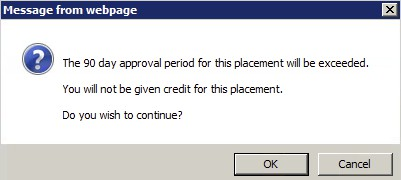 Message from webpage
The 90 day approval period for this placement will be exceeded.
You will not be given credit for this placement.
Do you wish to continue?
OK
Cancel